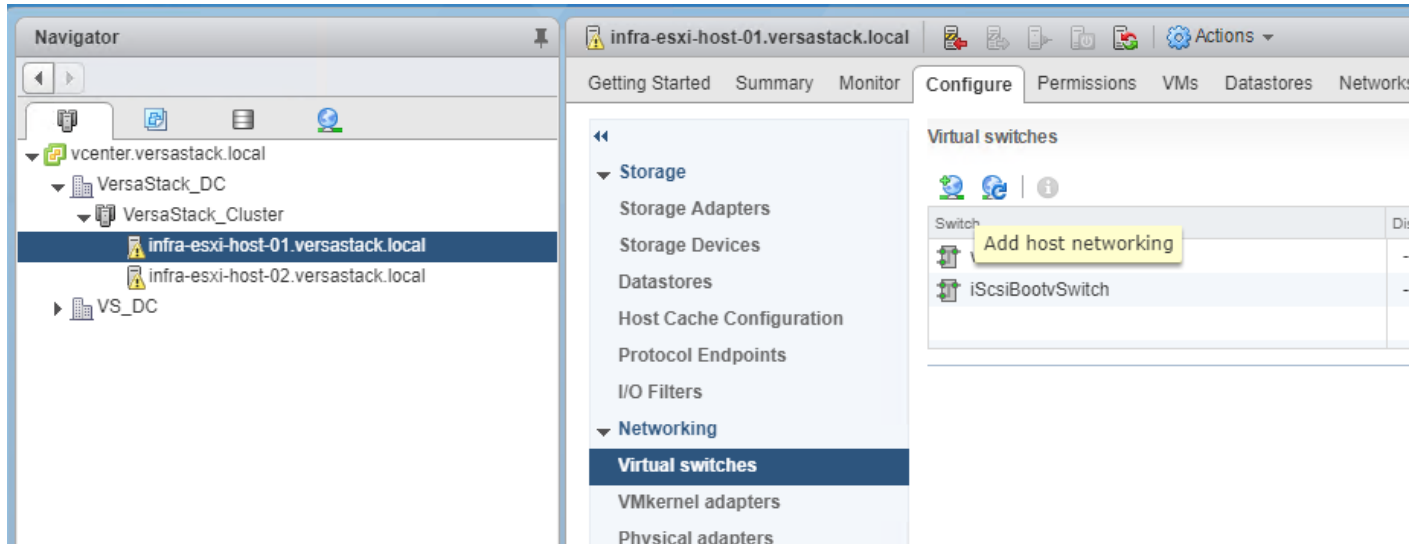 Navigator
vcenter.versastack.local
VersaStack_DC
VersaStack_Cluster
infra-esxi-host-01.versastack.local
infra-esxi-host-02.versastack.local
VS_DC
infra-esxi-host-01.versastack.local Actions
Getting Started Summary Monitor Configure Permissions VMs Datastores Networks
Storage
Storage Adapters
Storage Devices
Datastores
Host Cache Configuration
Protocol Endpoints
I/O Filters
Networking
Virtual switches
VMkernel adapters
Physical adapters
Virtual switches
Switch
Add host networking
iScsiBootvSwitch